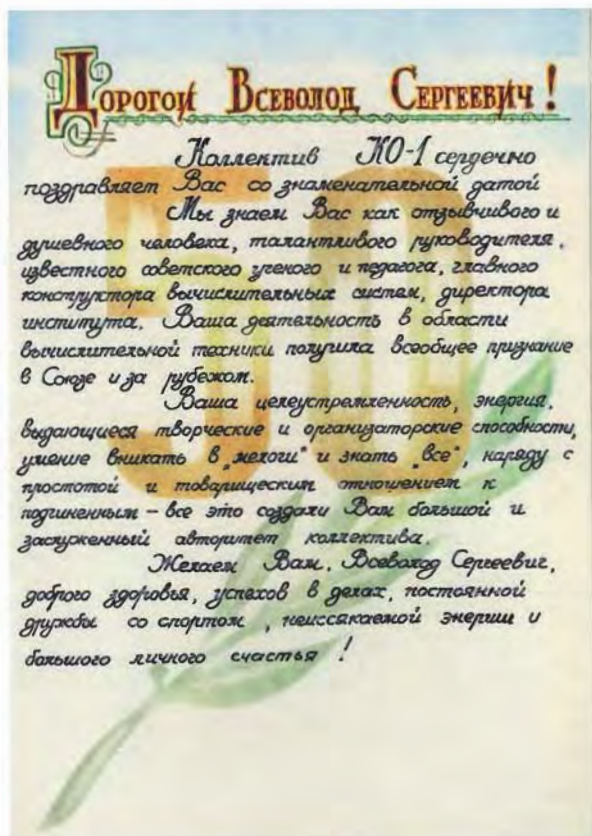 Дорогой Всеволод Сергеевич!
50
Коллектив КО-1 сердечно
поздравляет Вас со знаменательной датой
Мы знаем Вас как отзывчивого и
душевного человека, талантливого руководителя,
известного советского ученого и педагога, главного
конструктора вычислительных систем, директора
института. Ваша деятельность в области
вычислительной техники получила всеобщее признание
в Союзе и за рубежом.
Ваша целеустремленность, энергия,
выдающиеся творческие и организаторские способности,
умение вникать в „мелочи" и знать „все", наряду с
простотой и товарищеским отношением к
подчиненным – все это создали Вам большой и
заслуженный авторитет коллектива.
Желаем Вам, Всеволод Сергеевич,
доброго здоровья, успехов в делах, постоянной
дружбы со спортом, неиссякаемой энергии и
большого личного счастья!